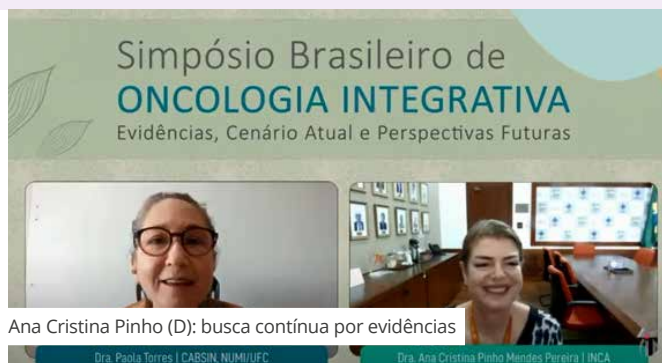 Simpósio Brasileiro de
ONCOLOGIA INTEGRATIVA
Evidências, Cenário Atual e Perspectivas Futuras
Ana Cristina Pinho (D): busca contínua por evidências
Dra. Paola Torres | CABSIN, NUMI/UFC
Dra. Ana Cristina Pinho Mendes Pereira | INCA